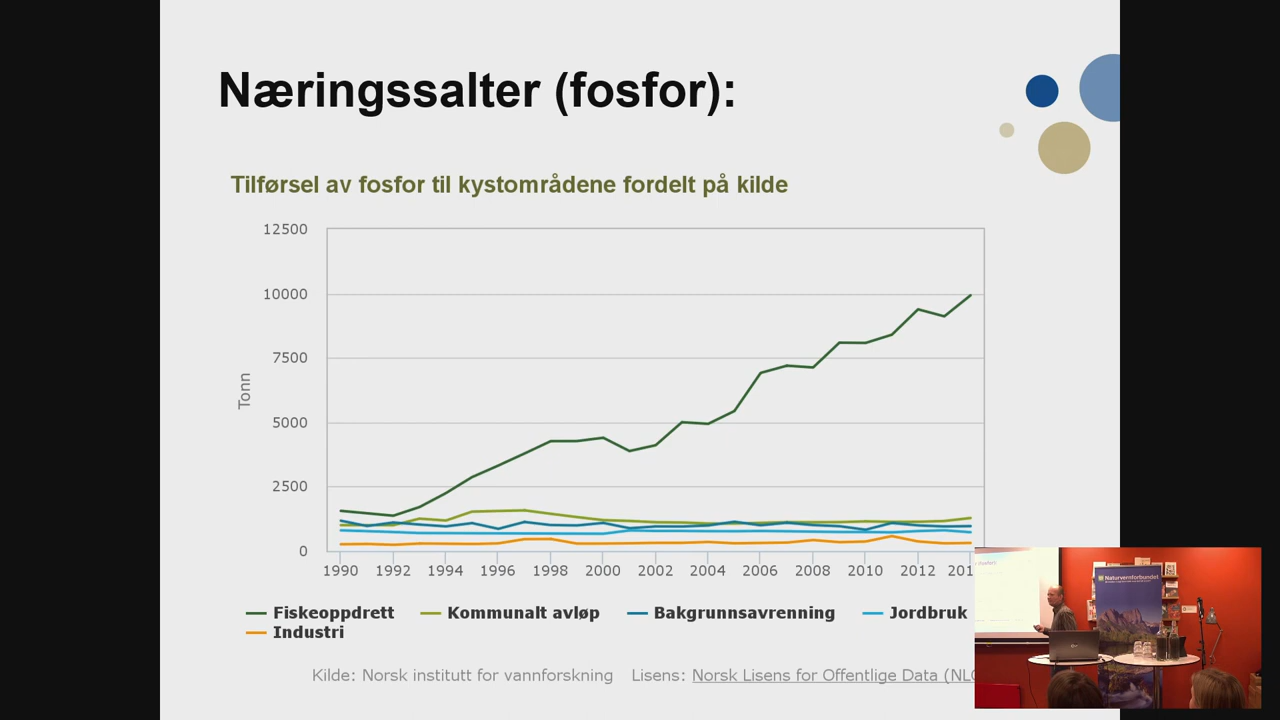 Næringssalter (fosfor):
Tilførsel av fosfor til kystområdene fordelt på kilde
12500
10000
7500
5000
2500
0
Tonn
1990 1992 1994 1996 1998 2000 2002 2004 2006 2008 2010 2012 201
Fiskeoppdrett Kommunalt avløp Bakgrunnsavrenning Jordbruk
Industri
Kilde: Norsk institutt for vannforskning Lisens: Norsk Lisens for Offentlige Data (NLO
Naturvernforbundet